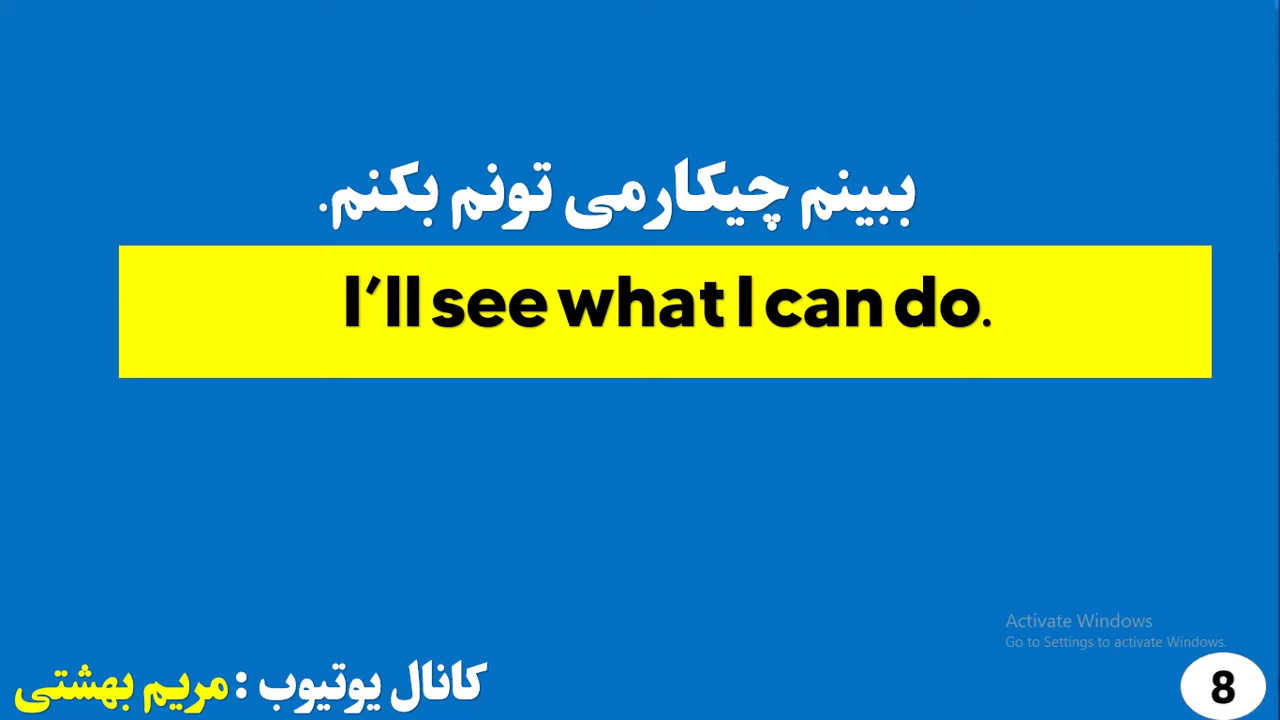 ببینم چیکارمی تونم بکنم.
I'll see what I can do.
Activate Windows
Go to Settings to activate Windows.
کانال یوتیوب : مریم بهشتی
8